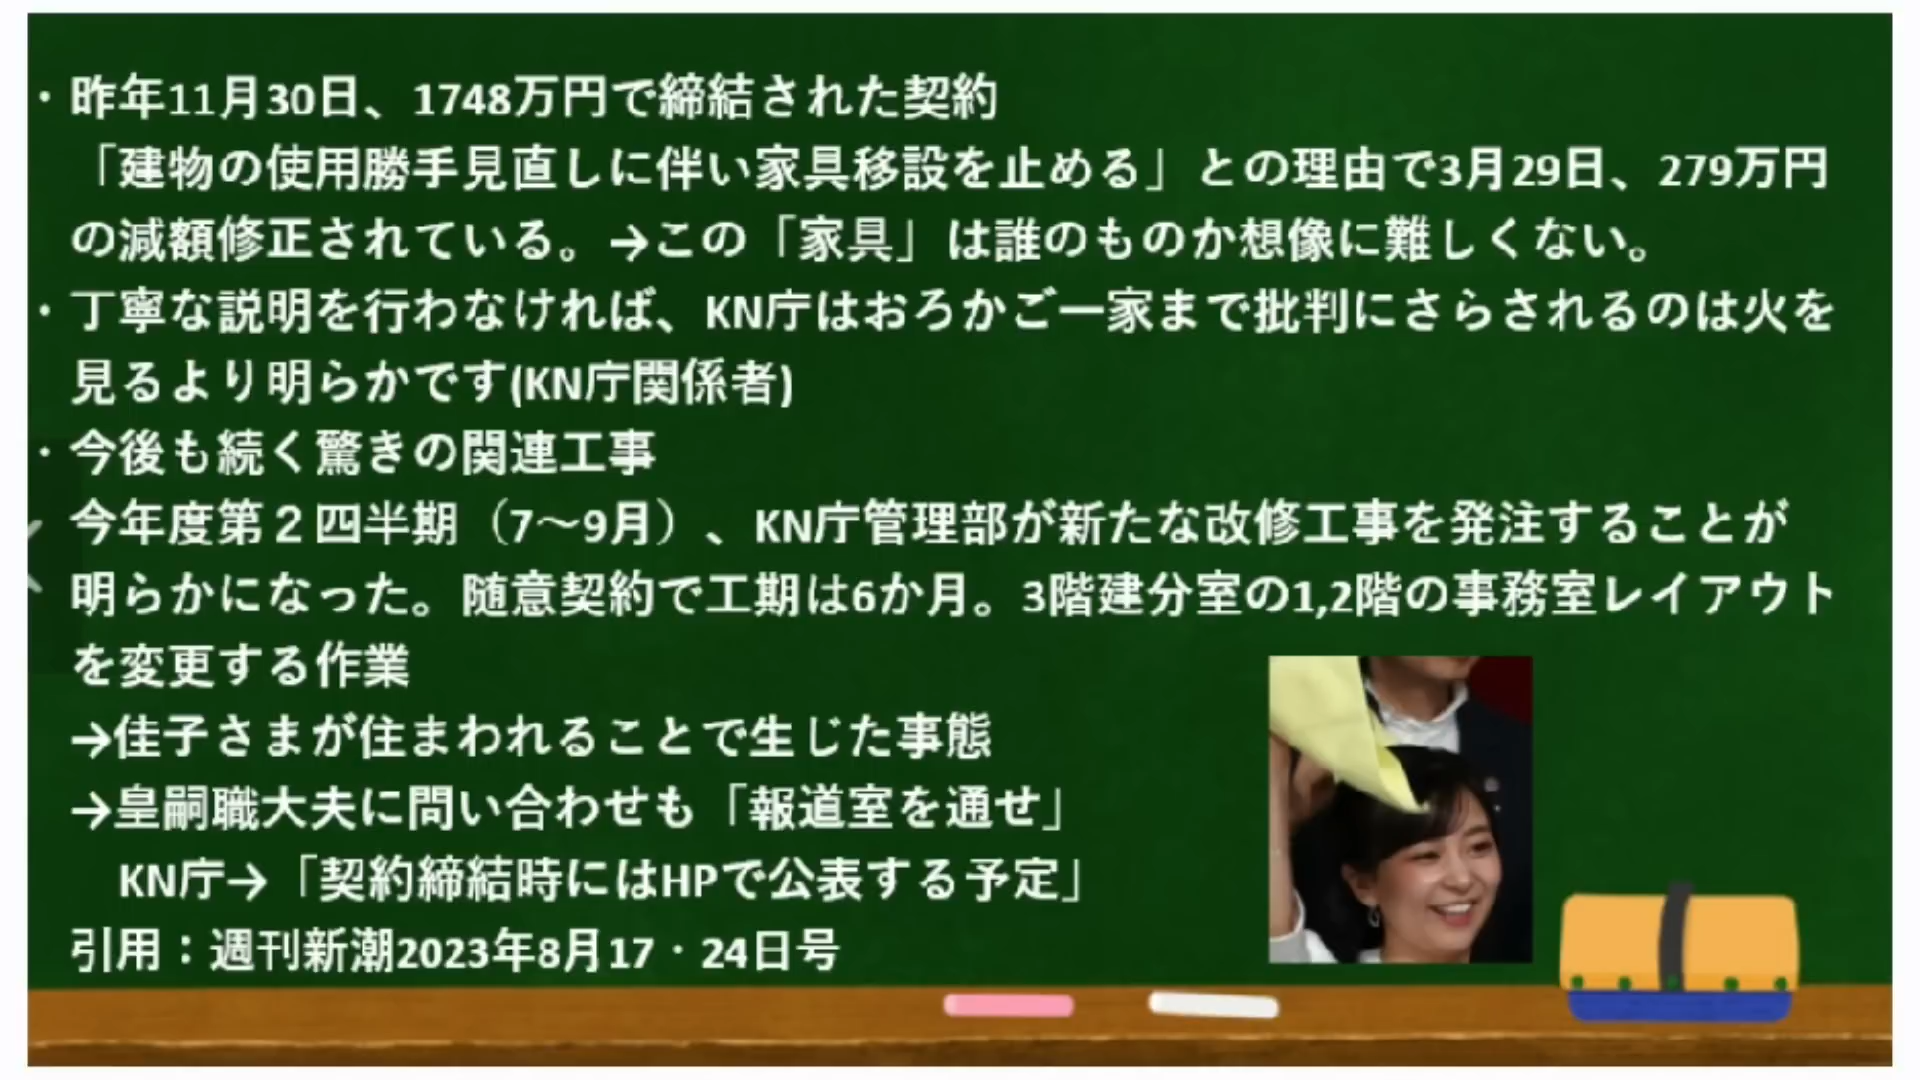 ・昨年11月30日、1748万円で締結された契約
「建物の使用勝手見直しに伴い家具移設を止める」との理由で3月29日、279万円
の減額修正されている。→この「家具」は誰のものか想像に難しくない。
・丁寧な説明を行わなければ、KN庁はおろかご一家まで批判にさらされるのは火を
見るより明らかです(KN庁関係者)
・今後も続く驚きの関連工事
今年度第２四半期（7～9月）、KN庁管理部が新たな改修工事を発注することが
明らかになった。随意契約で工期は6か月。3階建分室の1,2階の事務室レイアウト
を変更する作業
→佳子さまが住まわれることで生じた事態
→皇嗣職大夫に問い合わせも「報道室を通せ」
KN庁→「契約締結時にはHPで公表する予定」
引用：週刊新潮2023年8月17・24日号